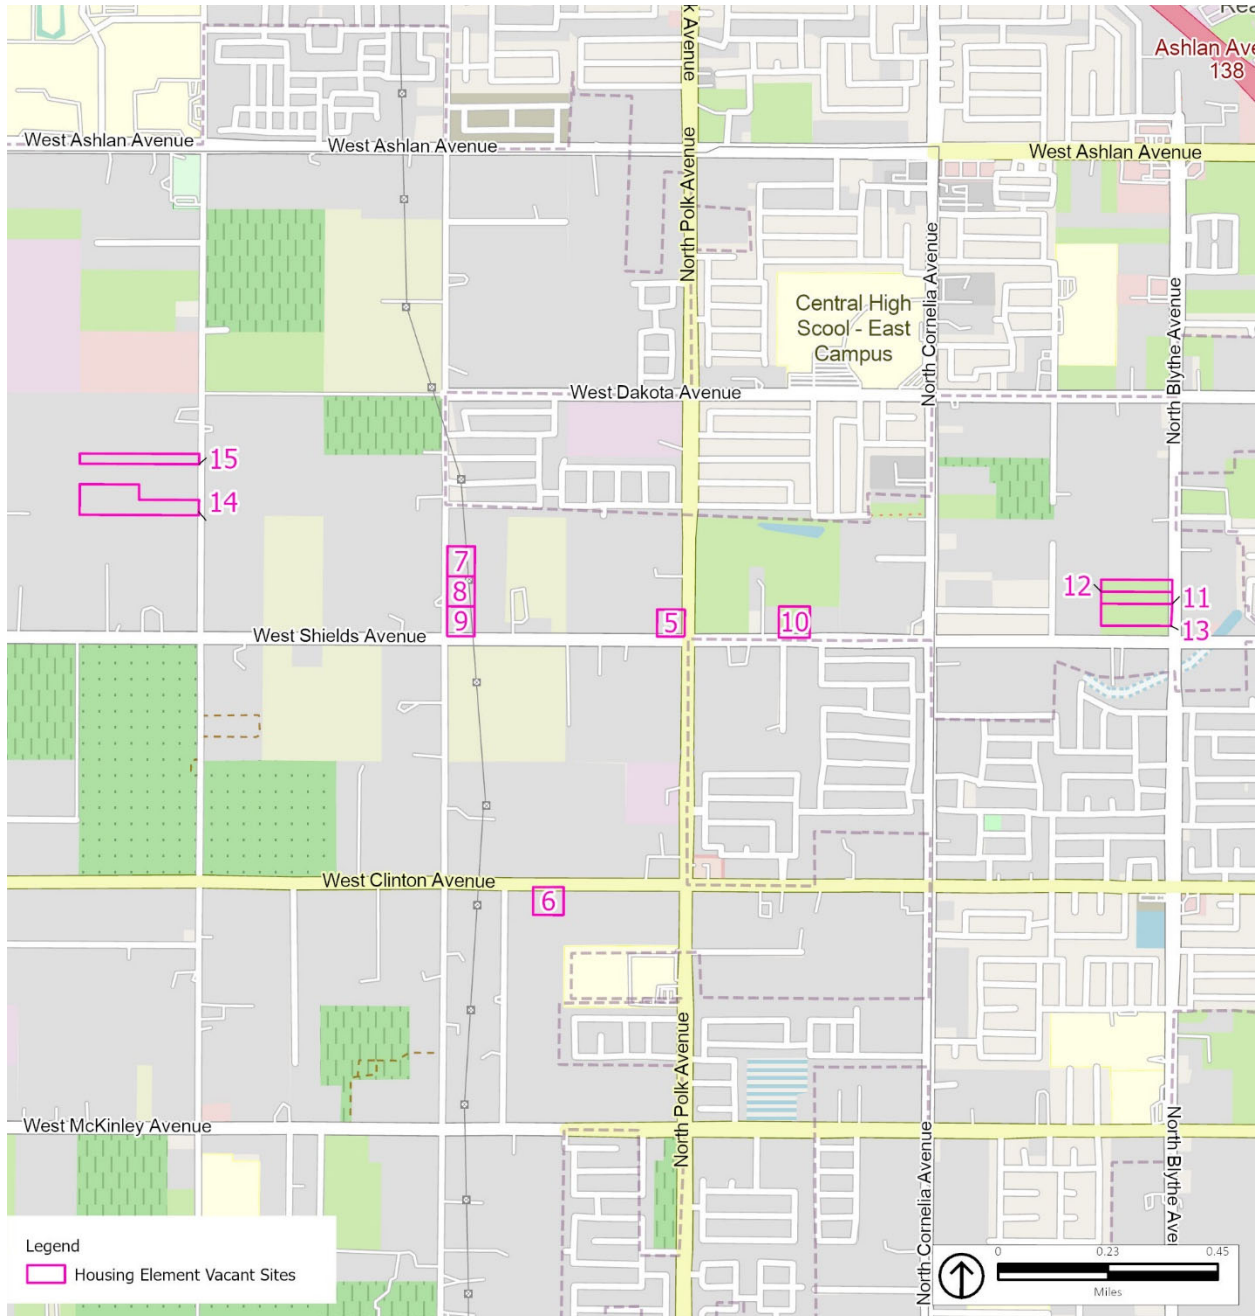 Ashlan Ave
138
k Avenue
West Ashlan Avenue
West Ashlan Avenue
West Ashlan Avenue
North Polk Avenue
Central High
Scool - East
Campus
North Cornelia Avenue
North Blythe Avenue
West Dakota Avenue
15
14
7
8
9
5
10
12
11
13
West Shields Avenue
West Clinton Avenue
6
North Polk Avenue
West McKinley Avenue
North Cornelia Avenue
North Blythe Aven
Legend
Housing Element Vacant Sites
0 0.23 0.45
Miles